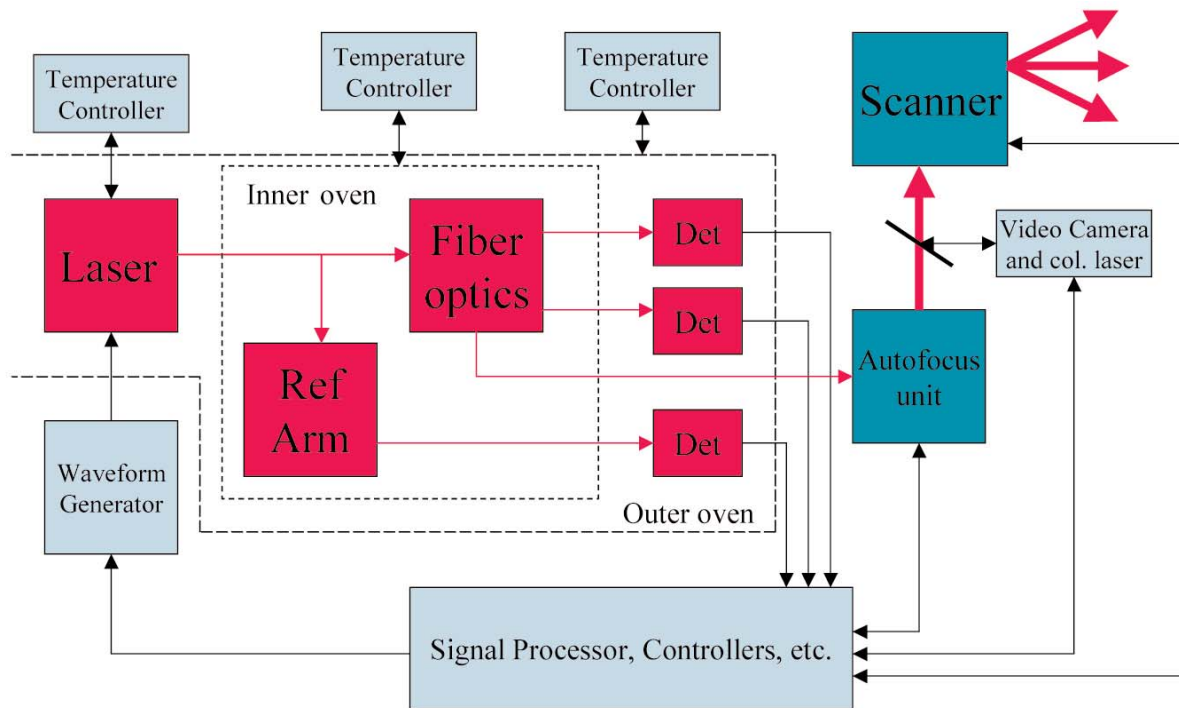 Temperature
Controller
Temperature
Controller
Temperature
Controller
Scanner
Inner oven
Laser
Fiber
optics
Det
Video Camera
and col. laser
Det
Ref
Arm
Autofocus
unit
Det
Waveform
Generator
Outer oven
Signal Processor, Controllers, etc.